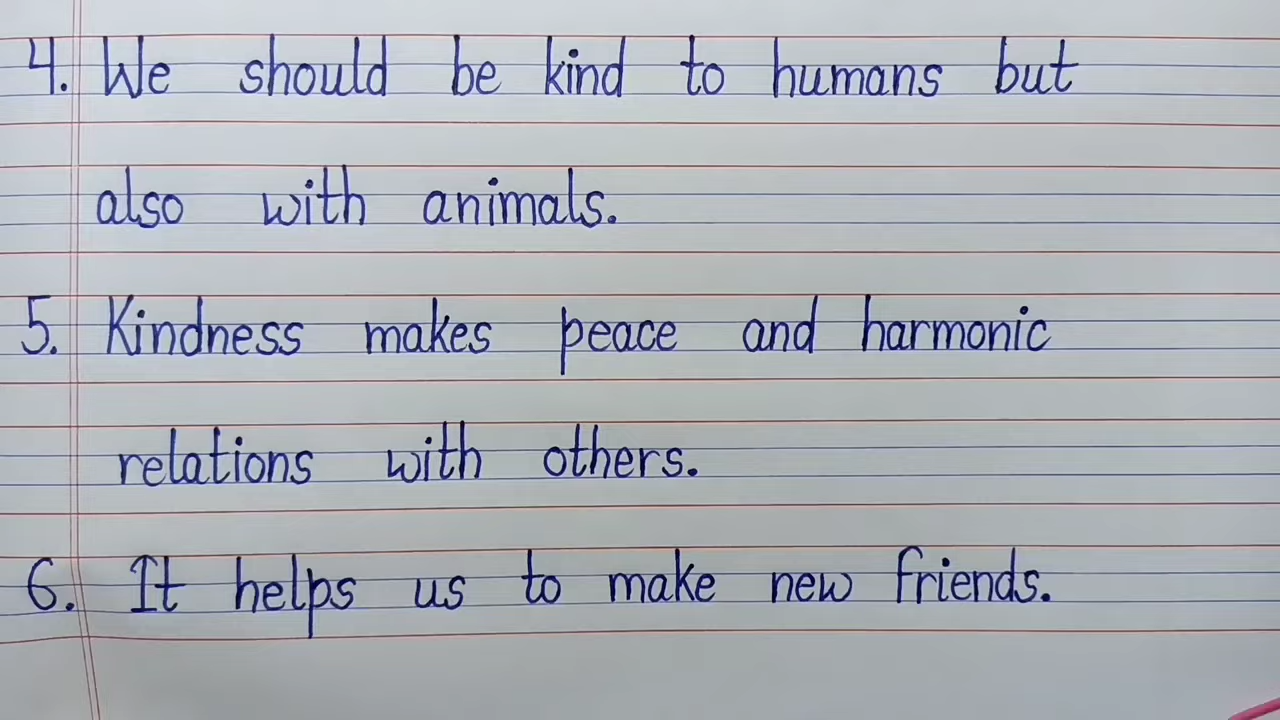 4. We should be kind to humans but
also with animals.
5. Kindness makes peace and harmonic
relations with others.
6. It helps us to make new friends.